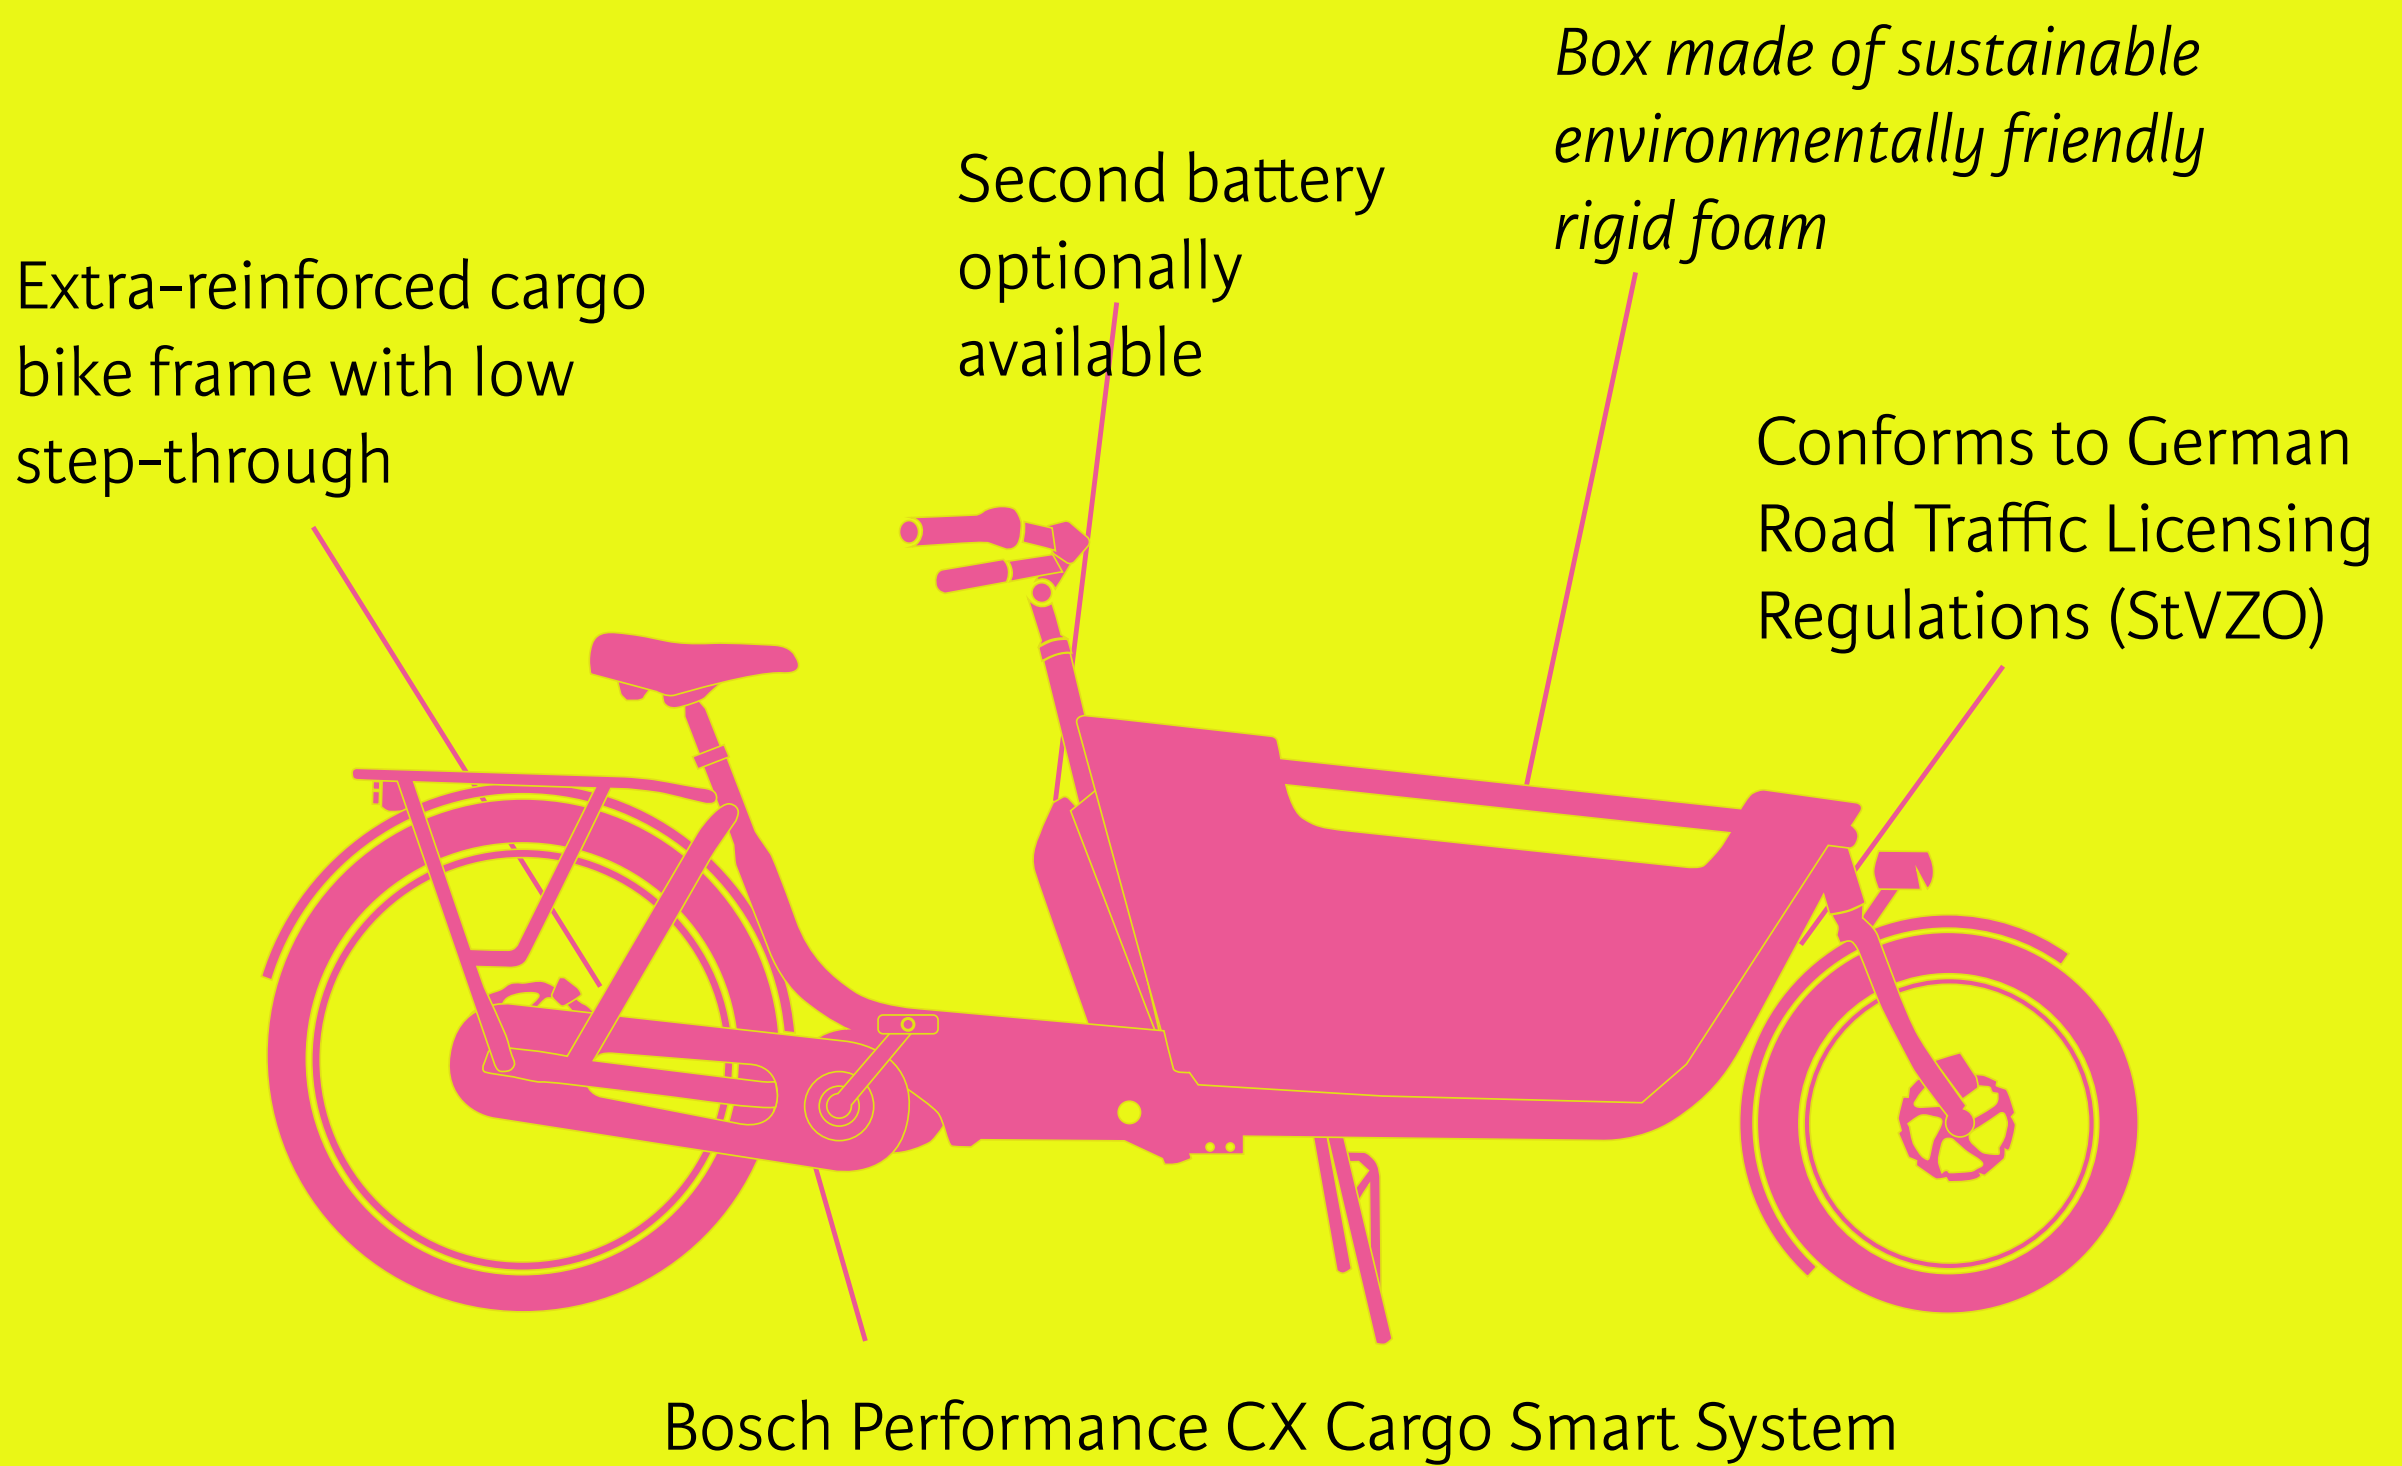 Box made of sustainable
environmentally friendly
rigid foam
Second battery
optionally
available
Extra-reinforced cargo
bike frame with low
step-through
Conforms to German
Road Traffic Licensing
Regulations (StVZO)
Bosch Performance CX Cargo Smart System